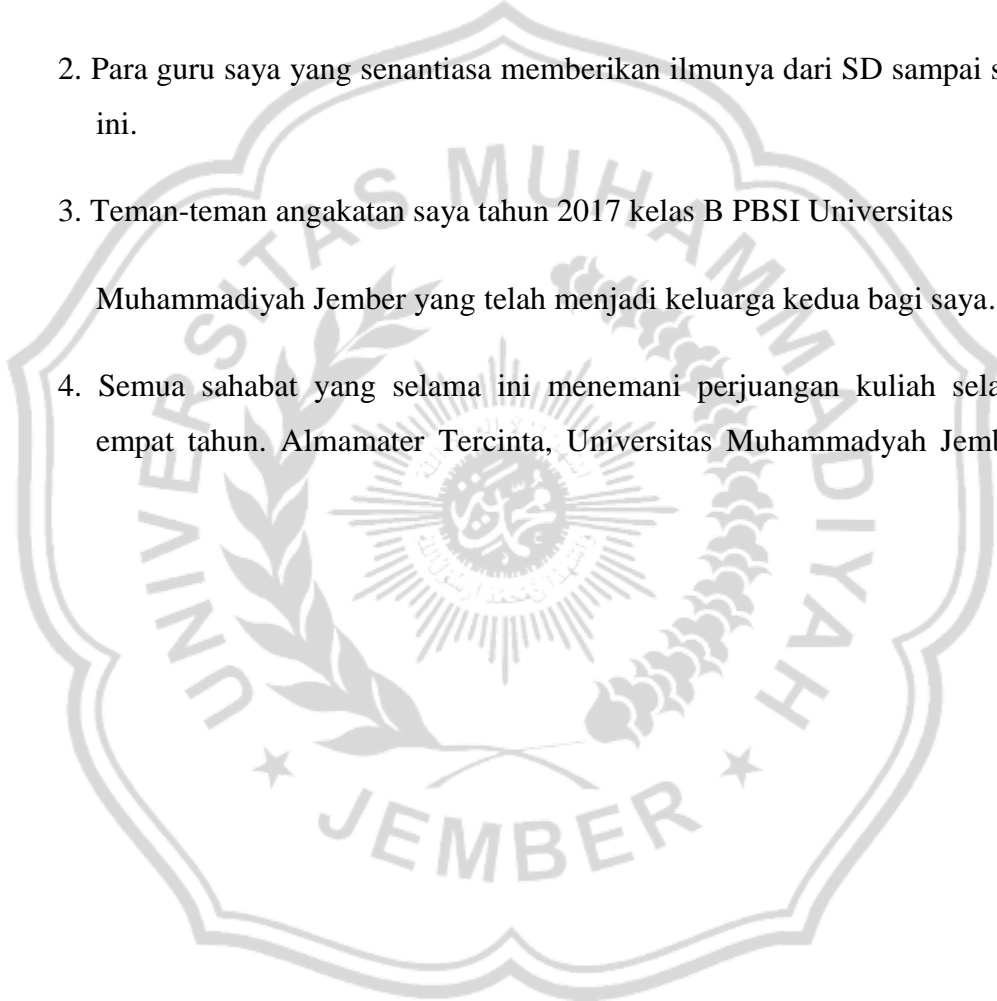 2. Para guru saya yang senantiasa memberikan ilmunya dari SD sampai
ini.
3. Teman-teman angakatan saya tahun 2017 kelas B PBSI Universitas
Muhammadiyah Jember yang telah menjadi keluarga kedua bagi saya.
4. Semua sahabat yang selama ini menemani perjuangan kuliah
empat tahun. Almamater Tercinta, Universitas Muhammadyah
UNIVERSITAS MUHAMMADIYAH
JEMBER